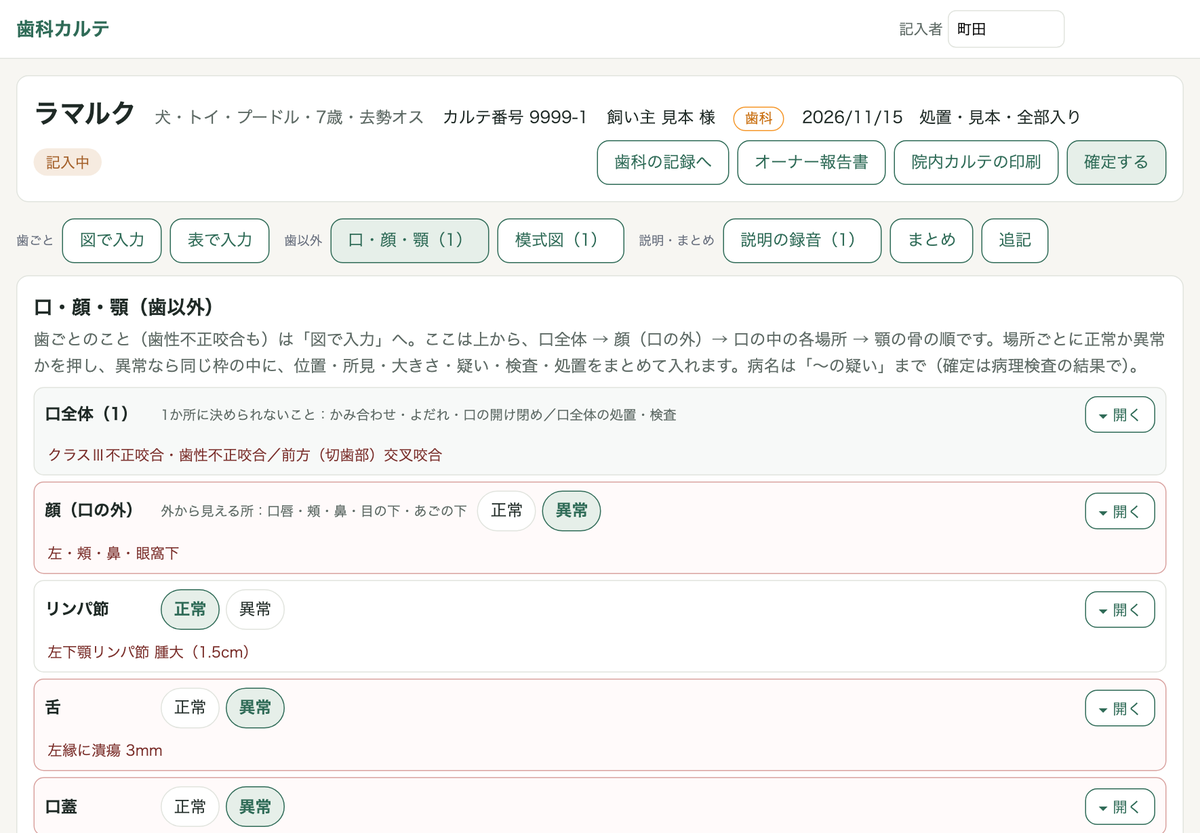 歯科カルテ 記入者 町田
ラマルク 犬・トイ・プードル・7歳・去勢オス カルテ番号 9999-1 飼い主 見本 様 歯科 2026/11/15 処置・見本・全部入り
記入中 歯科の記録へ オーナー報告書 院内カルテの印刷 確定する
歯ごと 図で入力 表で入力 歯以外 口・顔・顎（1） 模式図（1） 説明・まとめ 説明の録音（1） まとめ 追記
口・顔・顎（歯以外）
歯ごとのこと（歯性不正咬合も）は「図で入力」へ。ここは上から、口全体 → 顔（口の外）→ 口の中の各場所 → 顎の骨の順です。場所ごとに正常か異常
かを押し、異常なら同じ枠の中に、位置・所見・大きさ・疑い・検査・処置をまとめて入れます。病名は「〜の疑い」まで（確定は病理検査の結果で）。
口全体（1） 1か所に決められないこと：かみ合わせ・よだれ・口の開け閉め／口全体の処置・検査 開く
クラスⅢ不正咬合・歯性不正咬合／前方（切歯部）交叉咬合
顔（口の外） 外から見える所：口唇・頬・鼻・目の下・あごの下 正常 異常 開く
左・頬・鼻・眼窩下
リンパ節 正常 異常 開く
左下顎リンパ節 腫大（1.5cm）
舌 正常 異常 開く
左縁に潰瘍 3mm
口蓋 正常 異常 開く